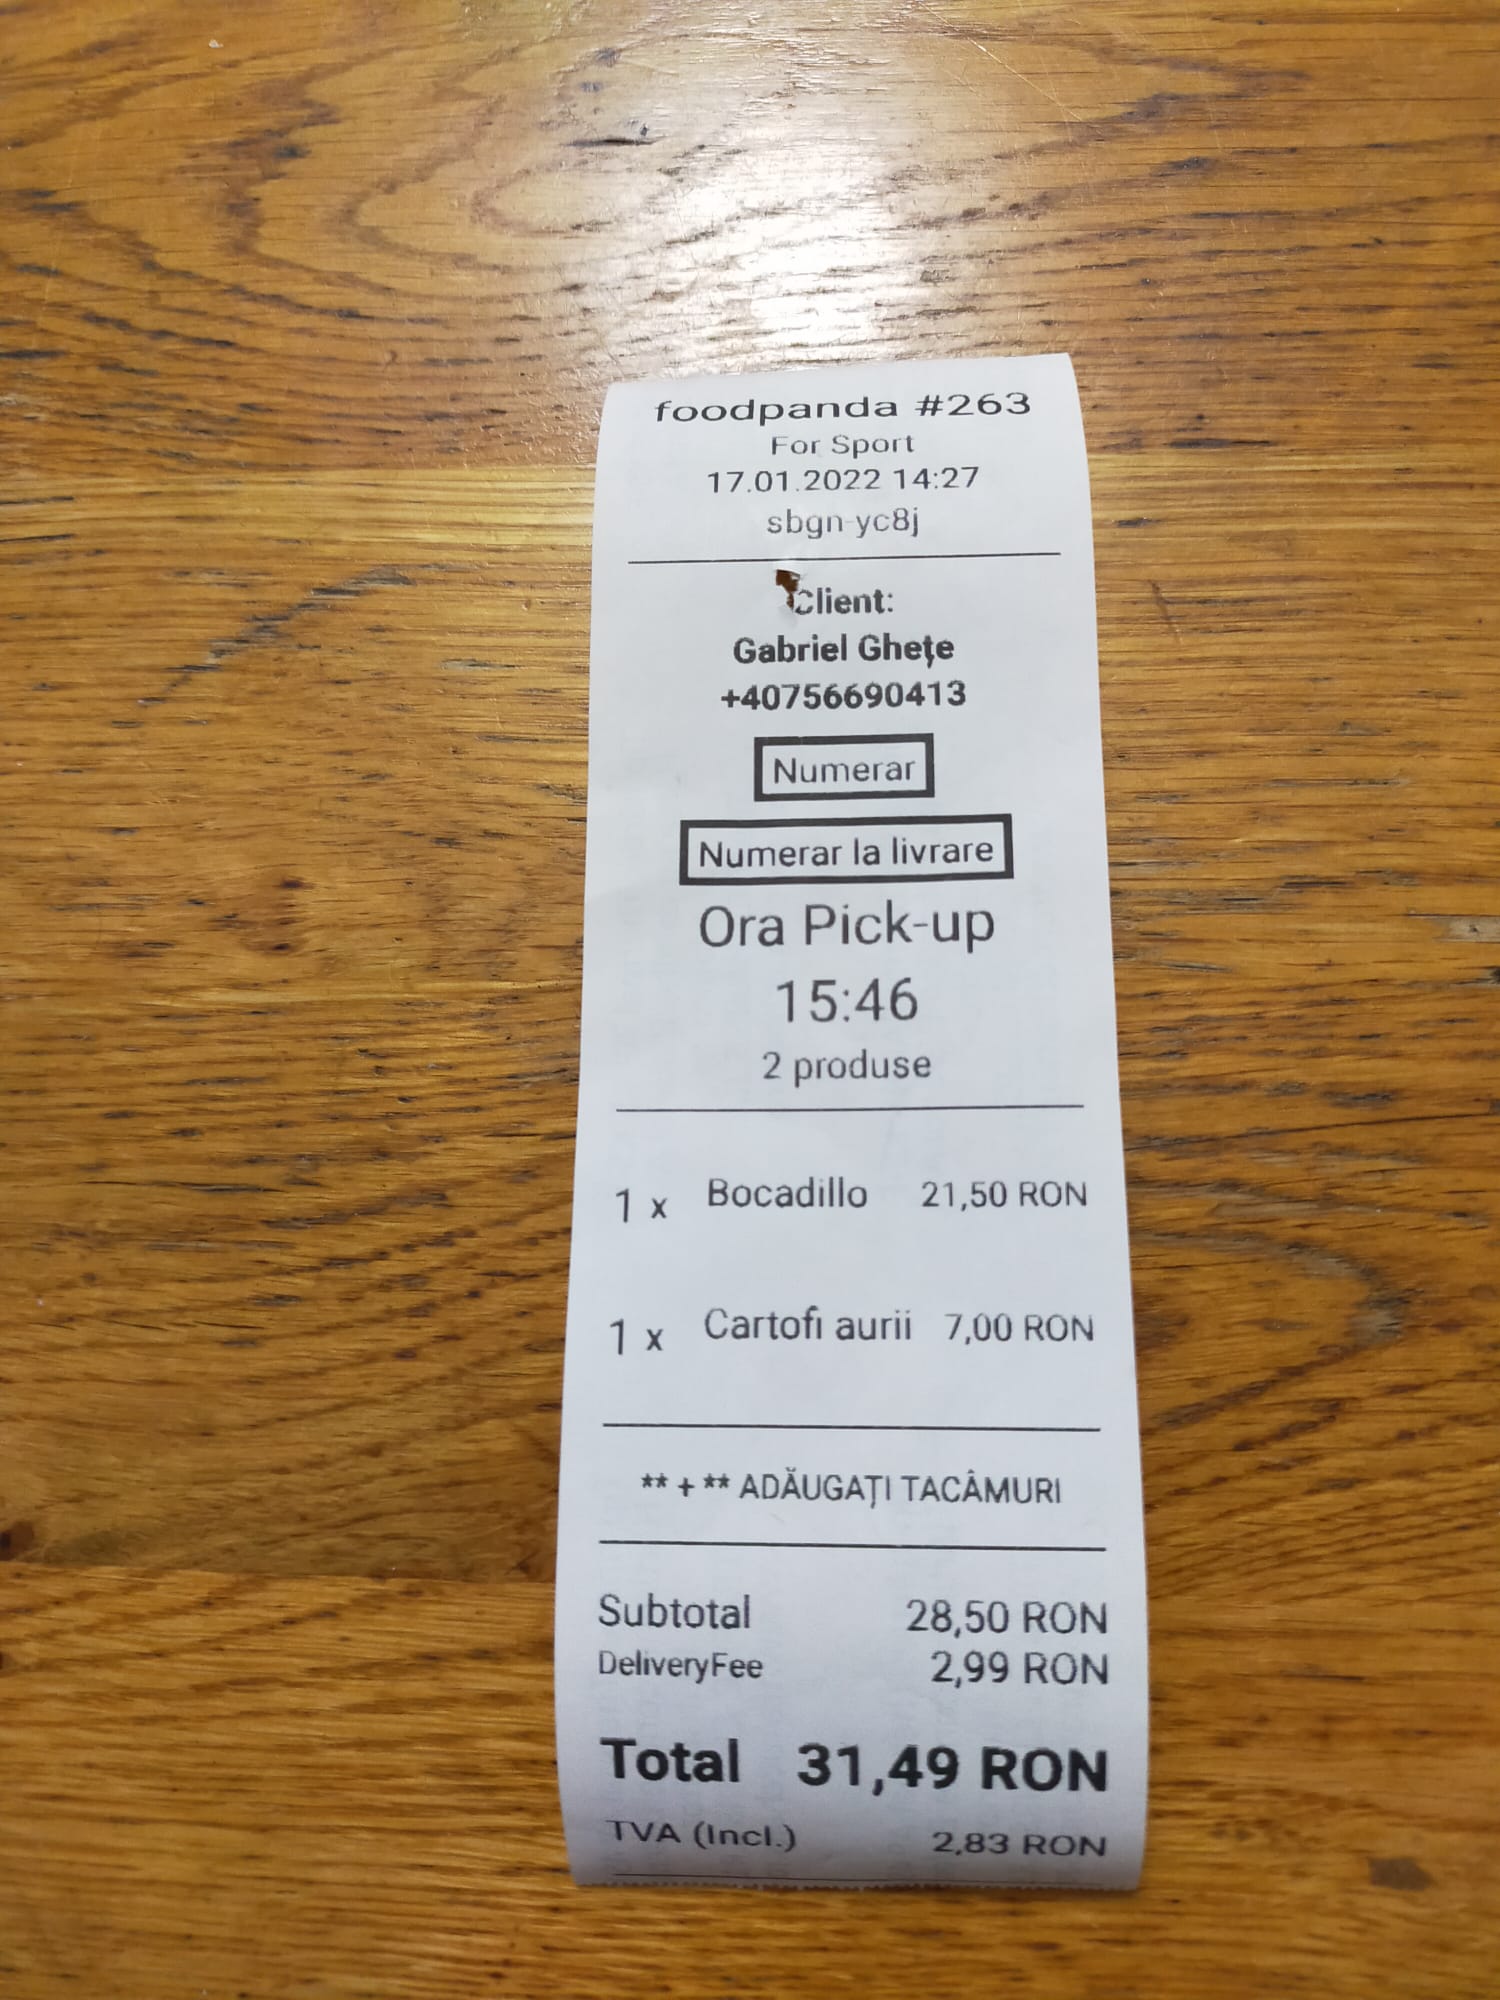 foodpanda #263
For Sport
17.01.2022 14:27
sbgn-yc8j
Client:
Gabriel Ghețe
+40756690413
Numerar
Numerar la livrare
Ora Pick-up
15:46
2 produse
1 x Bocadillo 21,50 RON
1 x Cartofi aurii 7,00 RON
** + ** ADĂUGAȚI TACÂMURI
Subtotal 28,50 RON
DeliveryFee 2,99 RON
Total 31,49 RON
TVA (Incl.) 2,83 RON